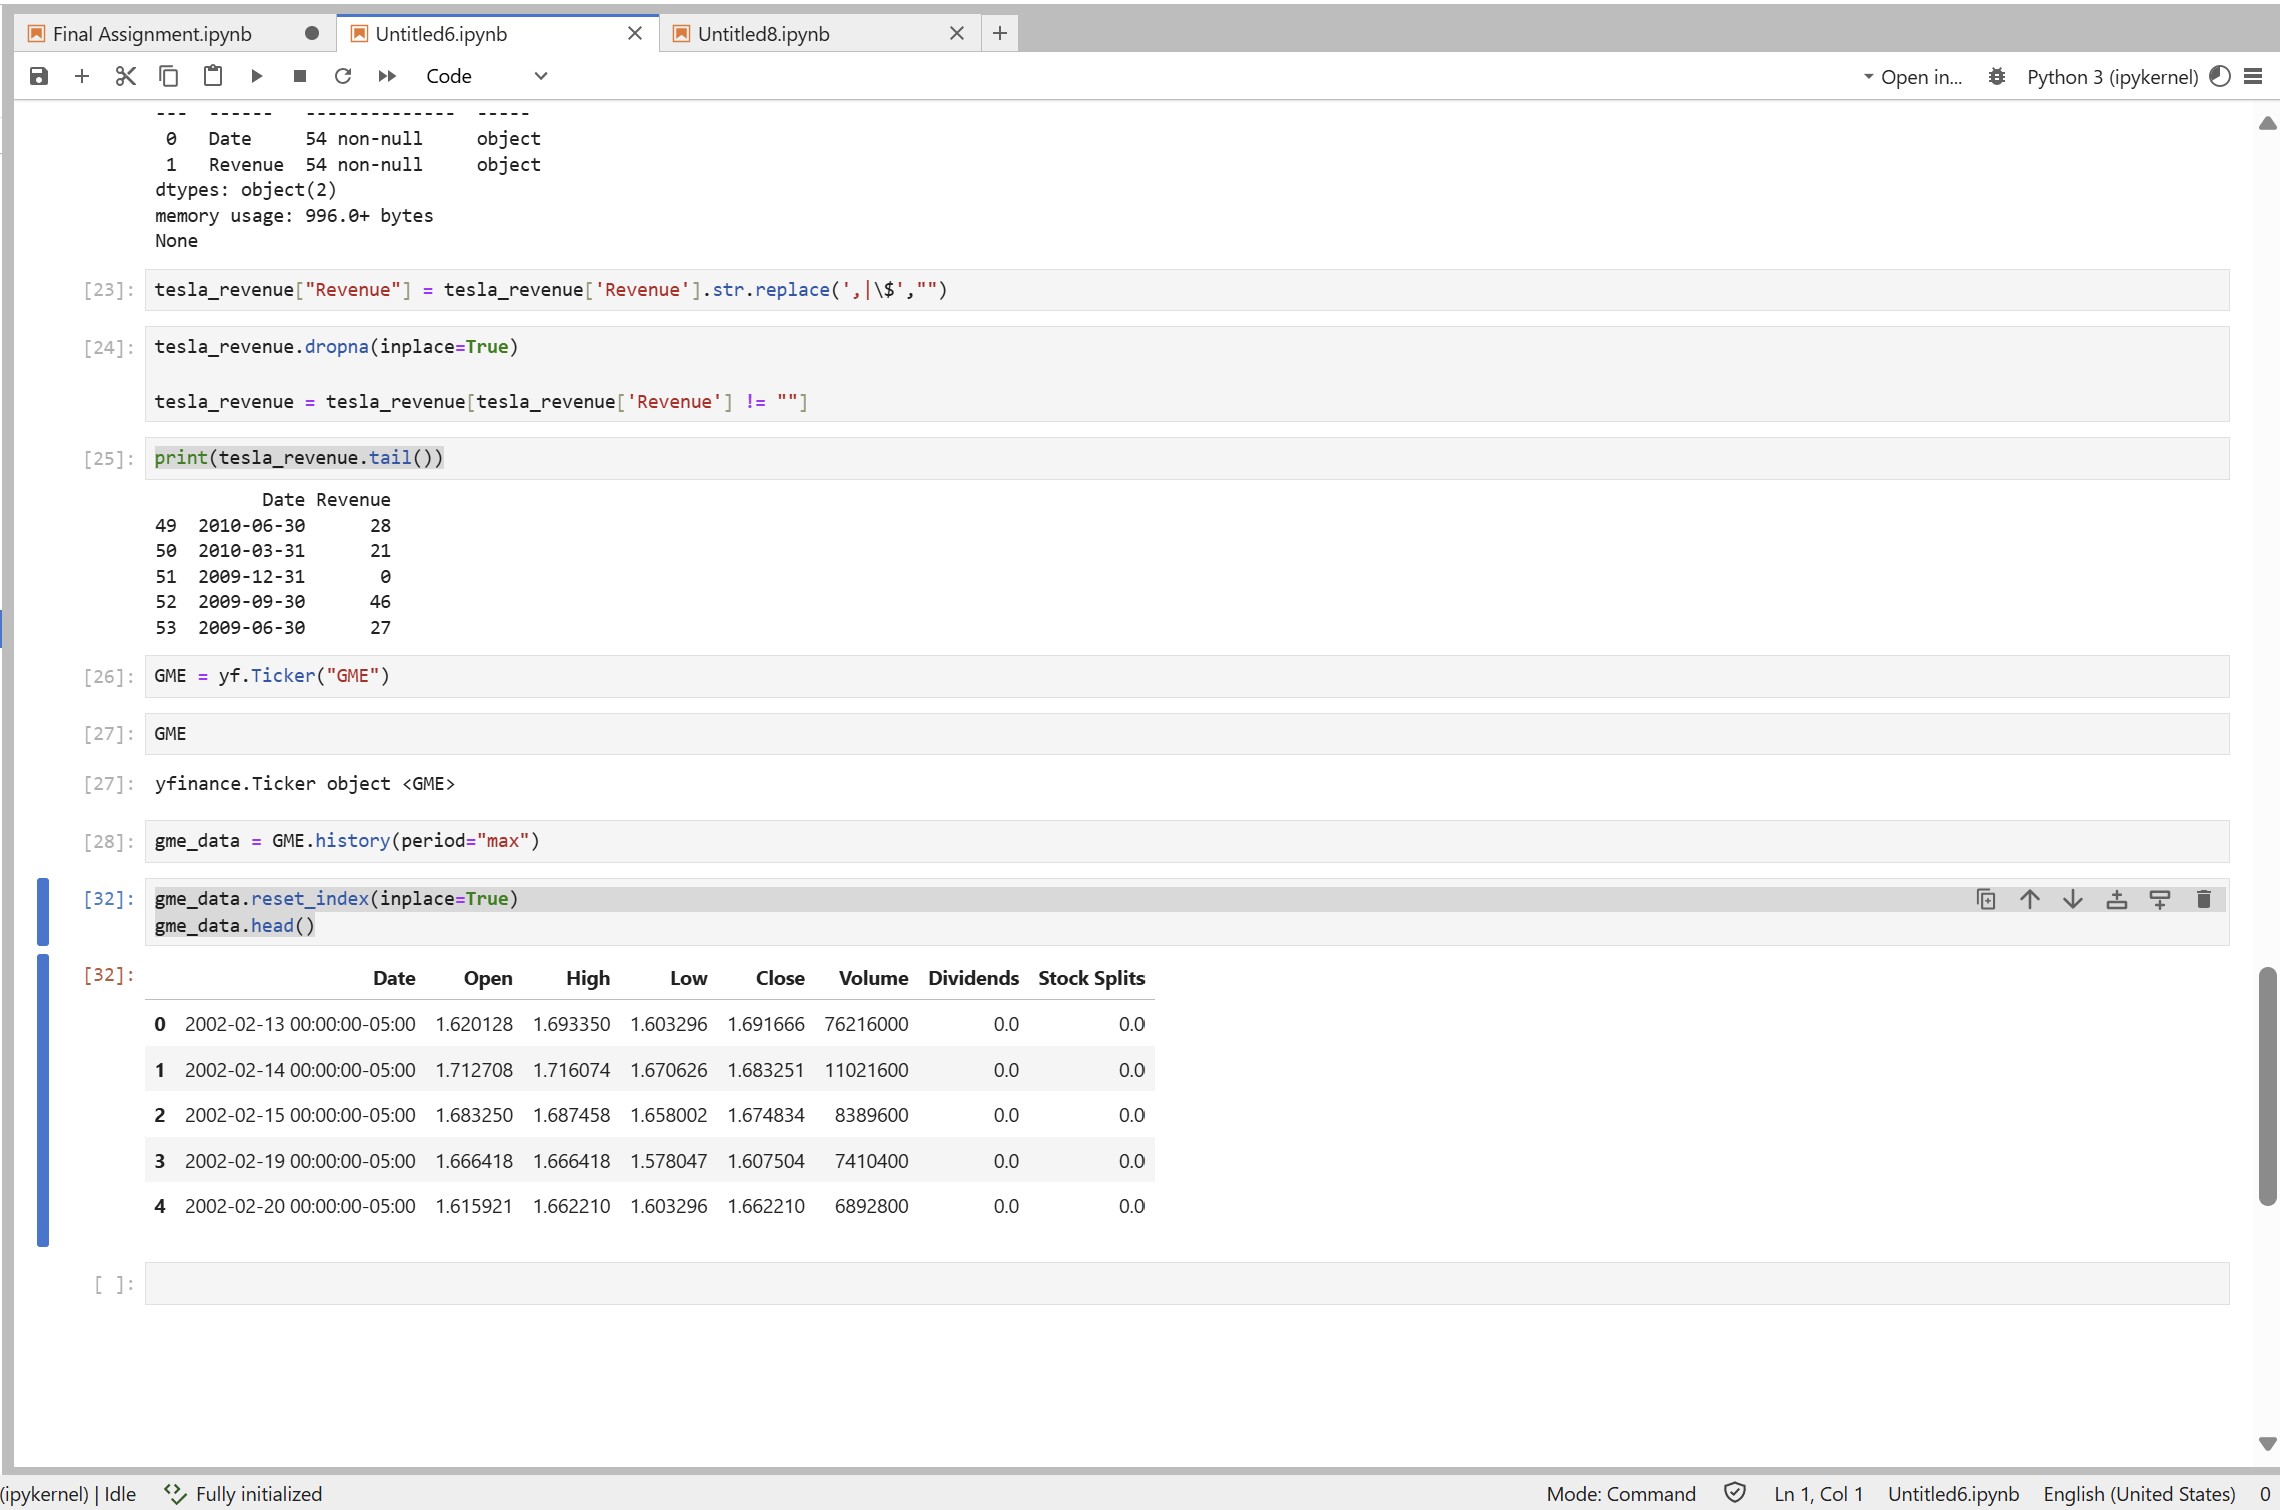 Final Assignment.ipynb
Untitled6.ipynb
Untitled8.ipynb
Code
Open in...
Python 3 (ipykernel)
--- ------ -------------- -----
0 Date 54 non-null object
1 Revenue 54 non-null object
dtypes: object(2)
memory usage: 996.0+ bytes
None
[23]: tesla_revenue["Revenue"] = tesla_revenue['Revenue'].str.replace(',|\$',"")
[24]: tesla_revenue.dropna(inplace=True)
tesla_revenue = tesla_revenue[tesla_revenue['Revenue'] != ""]
[25]: print(tesla_revenue.tail())
Date Revenue
49 2010-06-30 28
50 2010-03-31 21
51 2009-12-31 0
52 2009-09-30 46
53 2009-06-30 27
[26]: GME = yf.Ticker("GME")
[27]: GME
[27]: yfinance.Ticker object <GME>
[28]: gme_data = GME.history(period="max")
[32]: gme_data.reset_index(inplace=True)
gme_data.head()
[32]: Date Open High Low Close Volume Dividends Stock Splits
0 2002-02-13 00:00:00-05:00 1.620128 1.693350 1.603296 1.691666 76216000 0.0 0.0
1 2002-02-14 00:00:00-05:00 1.712708 1.716074 1.670626 1.683251 11021600 0.0 0.0
2 2002-02-15 00:00:00-05:00 1.683250 1.687458 1.658002 1.674834 8389600 0.0 0.0
3 2002-02-19 00:00:00-05:00 1.666418 1.666418 1.578047 1.607504 7410400 0.0 0.0
4 2002-02-20 00:00:00-05:00 1.615921 1.662210 1.603296 1.662210 6892800 0.0 0.0
[ ]:
(ipykernel) | Idle Fully initialized Mode: Command Ln 1, Col 1 Untitled6.ipynb English (United States) 0